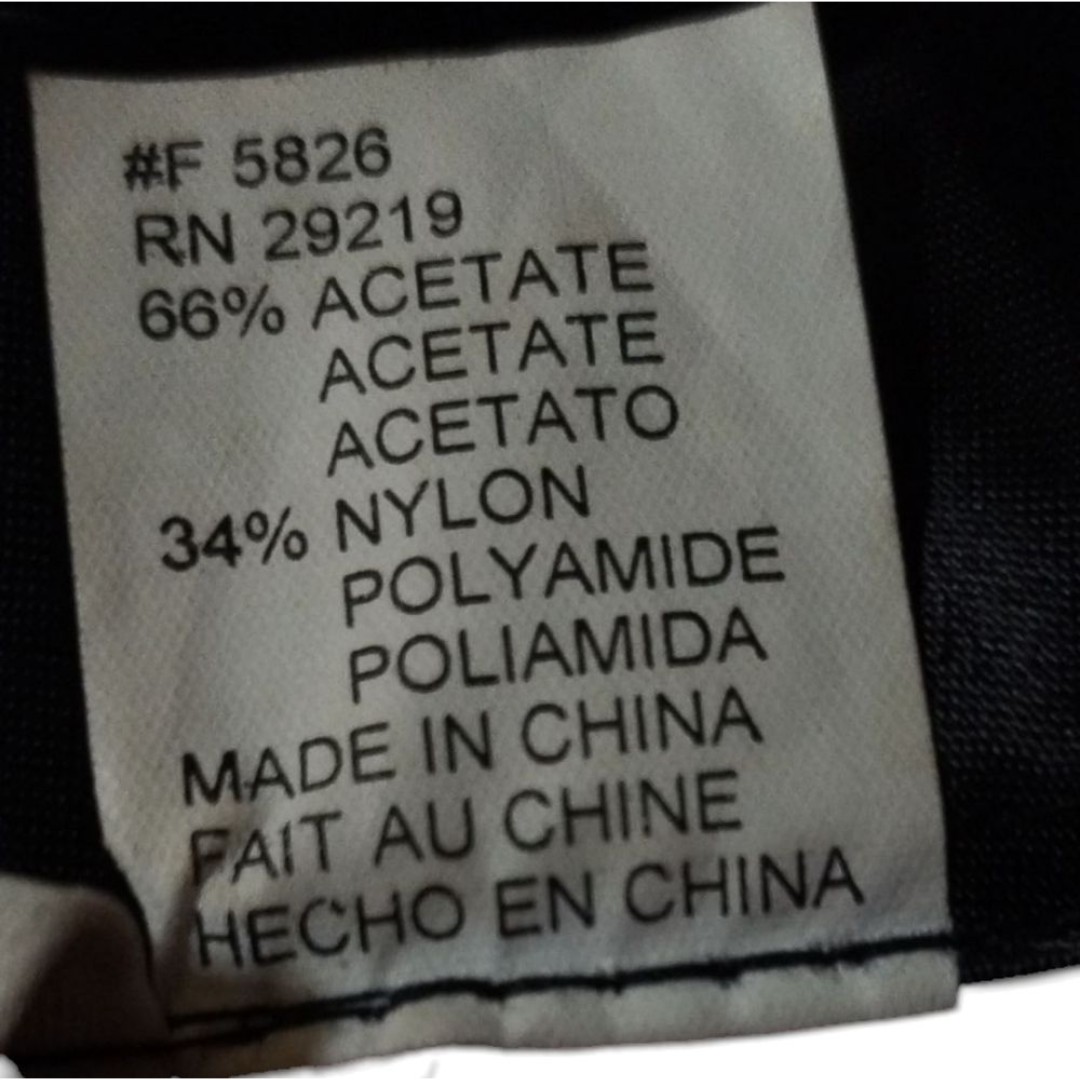 #F 5826
RN 29219
66% ACETATE
ACETATE
ACETATO
34% NYLON
POLYAMIDE
POLIAMIDA
MADE IN CHINA
FAIT AU CHINE
HECHO EN CHINA